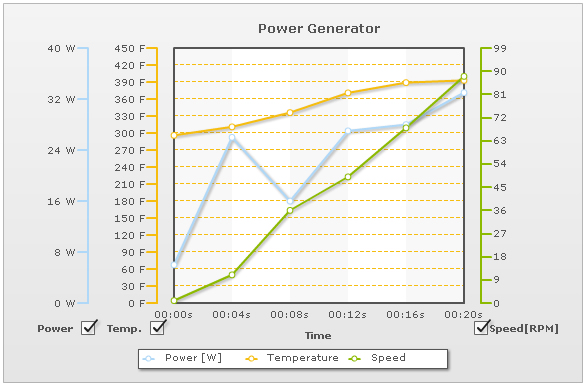 Power Generator
40 W 450 F 99
420 F
390 F 90
32 W 360 F 81
330 F 72
300 F
24 W 270 F 63
240 F 54
210 F 45
16 W 180 F
150 F 36
120 F 27
8 W 90 F 18
60 F
30 F 9
0 W 0 F 0
00:00s 00:04s 00:08s 00:12s 00:16s 00:20s
Power Temp. Time Speed[RPM]
Power [W] Temperature Speed